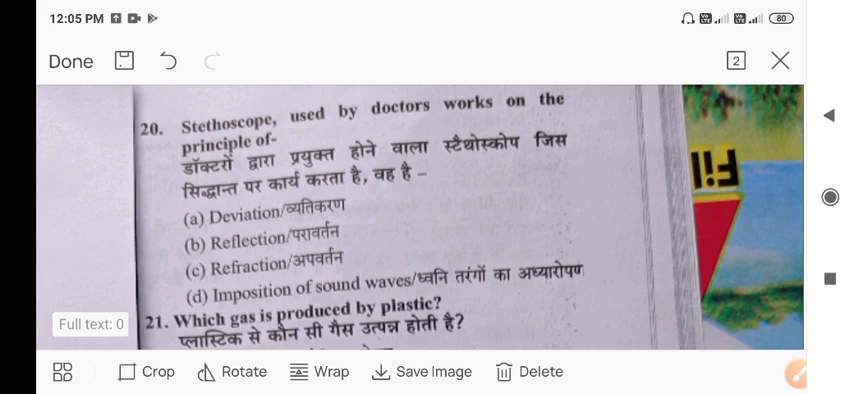 12:05 PM
80
Done
2
20. Stethoscope, used by doctors works on the
principle of-
डॉक्टरों द्वारा प्रयुक्त होने वाला स्टैथोस्कोप जिस
सिद्धान्त पर कार्य करता है, वह है –
(a) Deviation/व्यतिकरण
(b) Reflection/परावर्तन
(c) Refraction/अपवर्तन
(d) Imposition of sound waves/ध्वनि तरंगों का अध्यारोपण
21. Which gas is produced by plastic?
प्लास्टिक से कौन सी गैस उत्पन्न होती है?
Full text: 0
Crop Rotate Wrap Save Image Delete